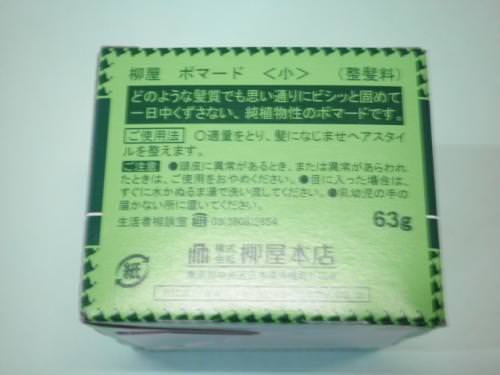 柳屋 ポマード <小> (整髪料)
どのような髪質でも思い通りにビシッと固めて
一日中くずさない、純植物性のポマードです。
ご使用法 ○適量をとり、髪になじませヘアスタイ
ルを整えます。
ご注意 ●頭皮に異常があるとき、または異常があらわれ
たときは、ご使用をおやめください。●目に入った場合は、
すぐに水かぬるま湯で洗い流してください。●乳幼児の手の
届かない所に置いてください。
生活者相談室
63g
株式会社 柳屋本店
紙